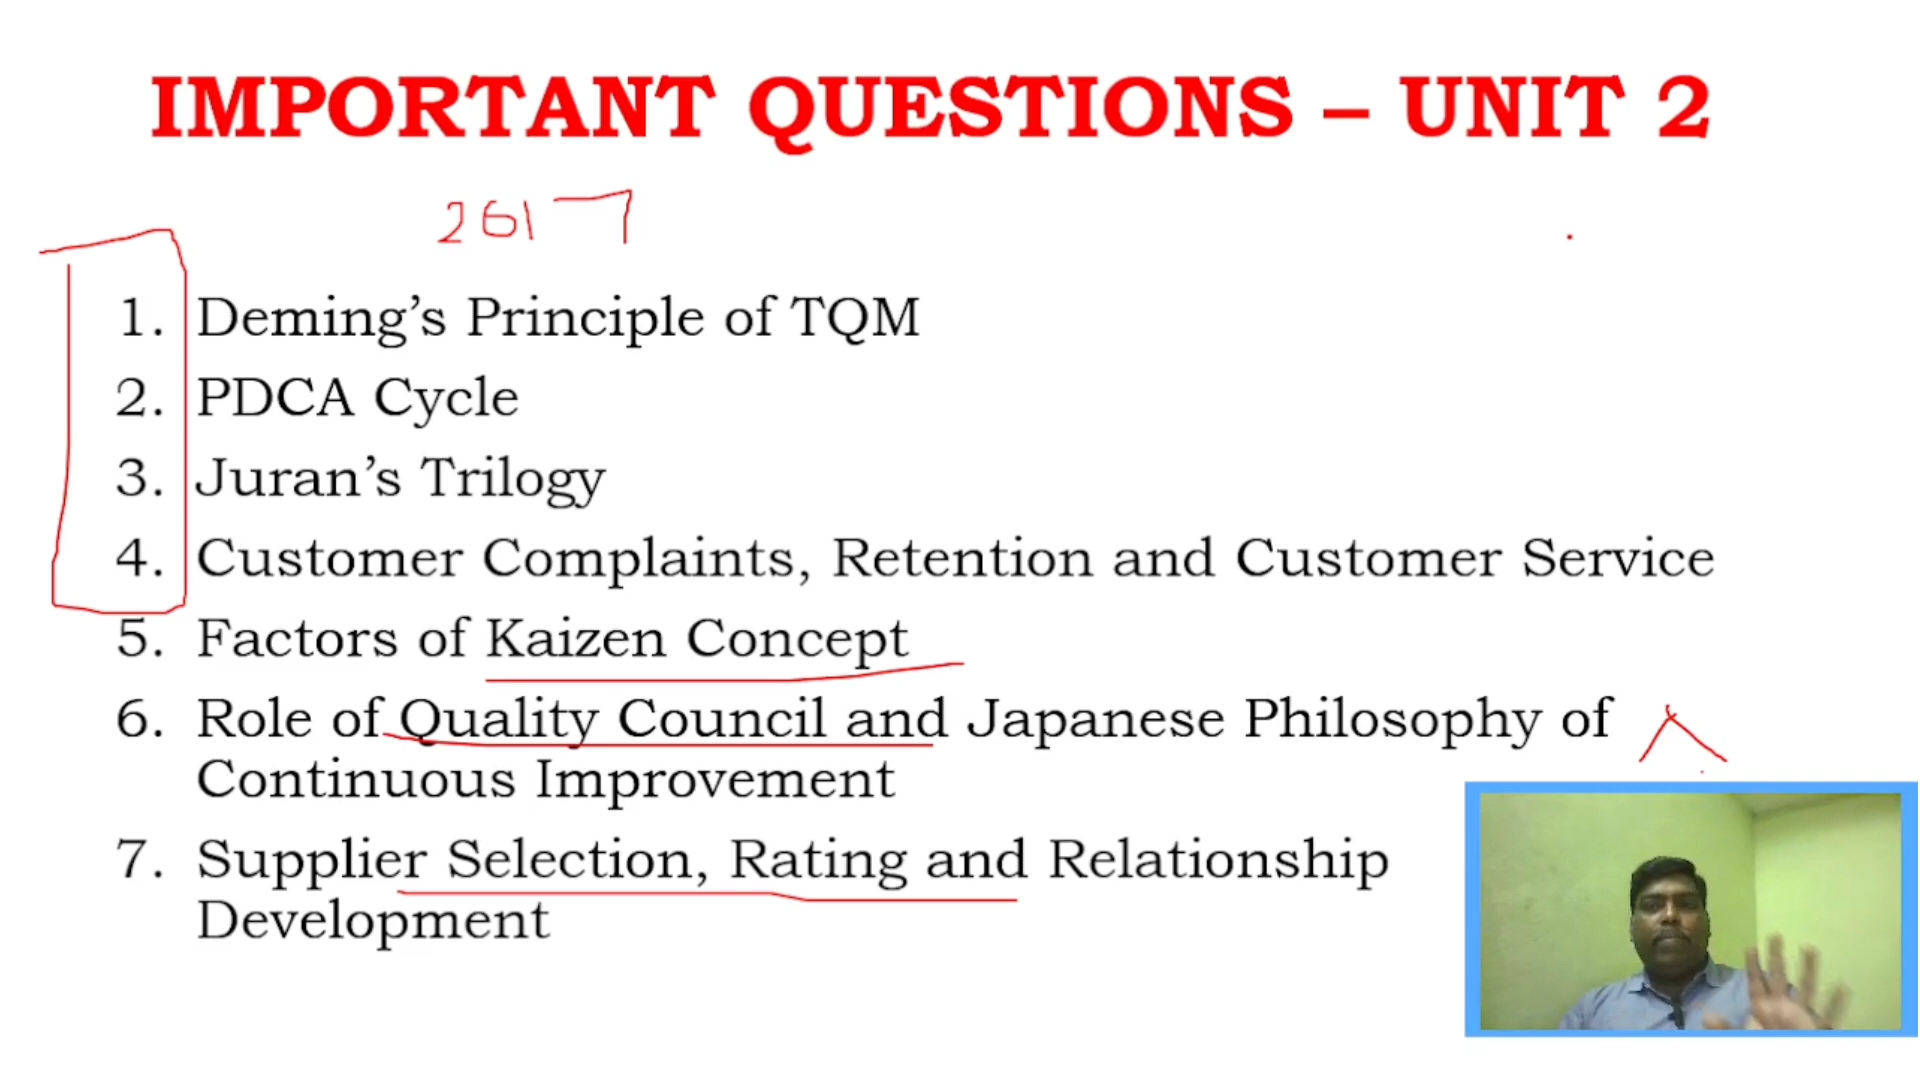 IMPORTANT QUESTIONS – UNIT 2
2017
1. Deming’s Principle of TQM
2. PDCA Cycle
3. Juran’s Trilogy
4. Customer Complaints, Retention and Customer Service
5. Factors of Kaizen Concept
6. Role of Quality Council and Japanese Philosophy of
Continuous Improvement
7. Supplier Selection, Rating and Relationship
Development